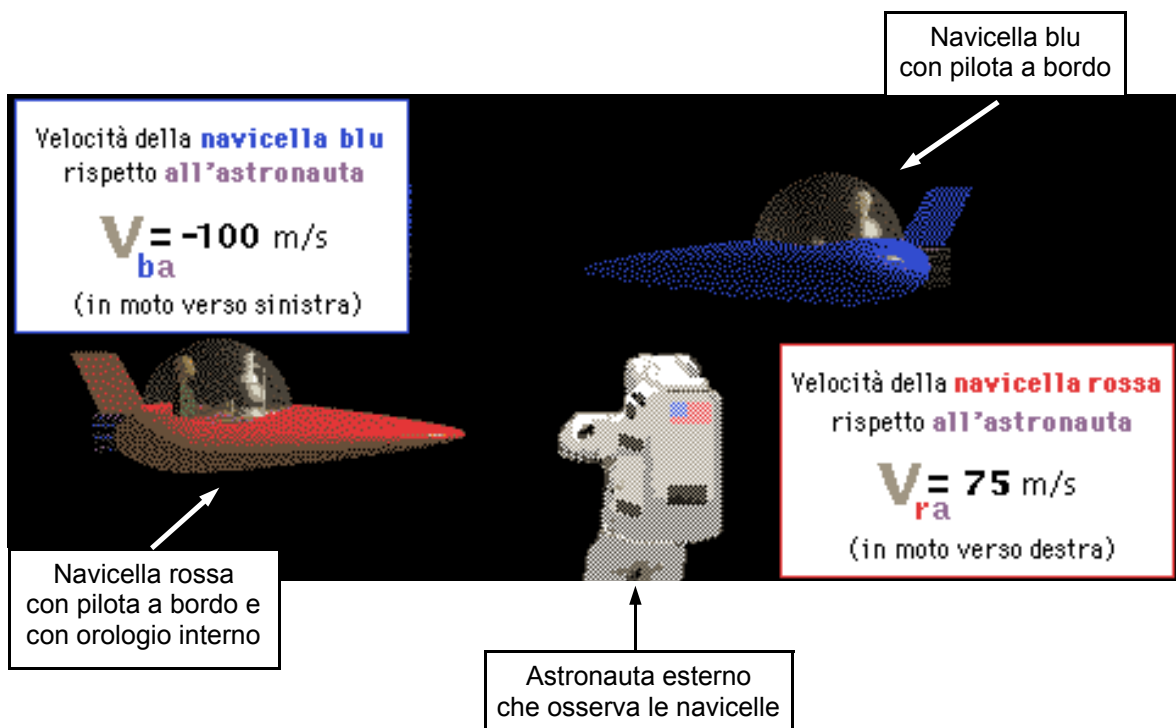 Navicella blu
con pilota a bordo
Velocità della navicella blu
rispetto all'astronauta
V = -100 m/s
ba
(in moto verso sinistra)
Velocità della navicella rossa
rispetto all'astronauta
V = 75 m/s
ra
(in moto verso destra)
Navicella rossa
con pilota a bordo e
con orologio interno
Astronauta esterno
che osserva le navicelle